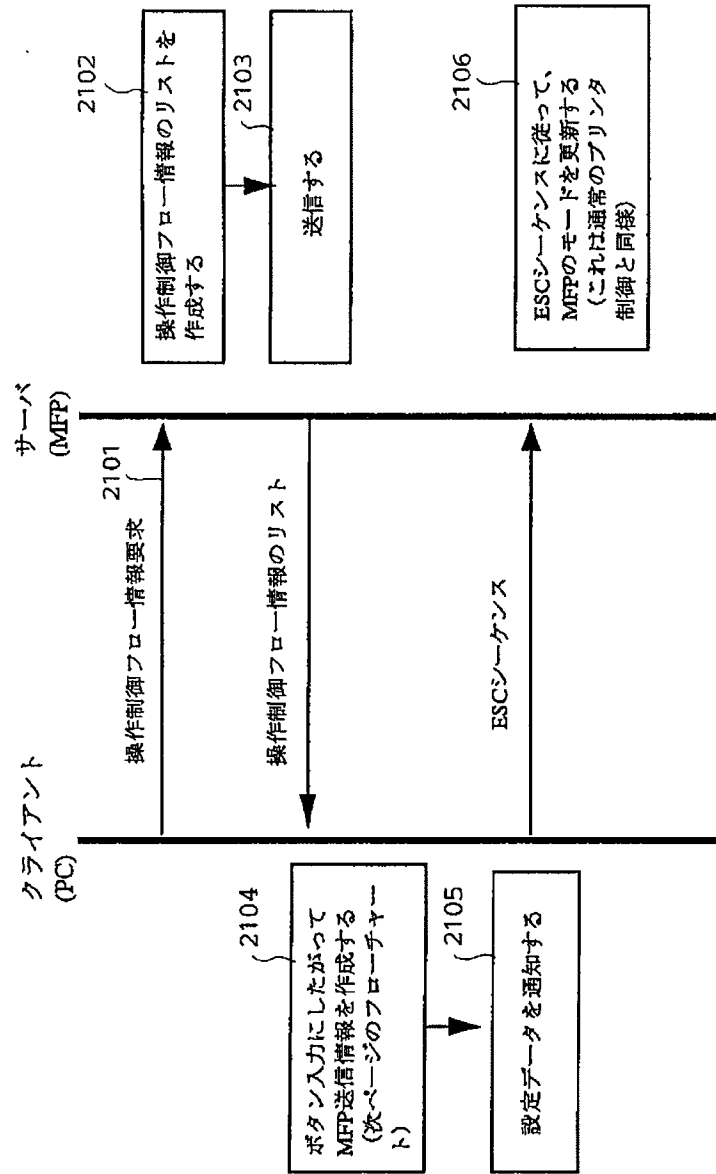 クライアント
(PC)
サーバ
(MFP)
操作制御フロー情報要求
2101
2102
操作制御フロー情報のリストを
作成する
2103
送信する
操作制御フロー情報のリスト
2104
ボタン入力にしたがって
MFP送信情報を作成する
(次ページのフローチャー
ト)
2105
設定データを通知する
ESCシーケンス
2106
ESCシーケンスに従って、
MFPのモードを更新する
(これは通常のプリンタ
制御と同様)